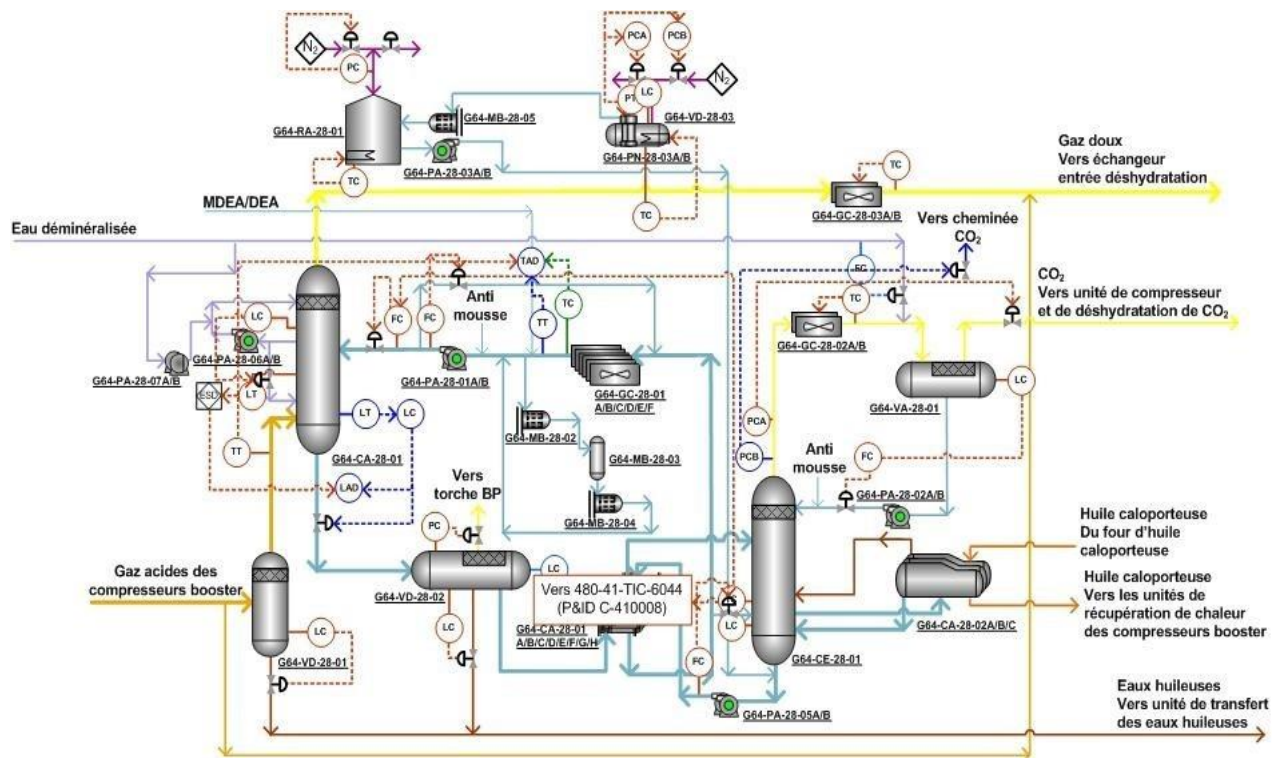 N2
PC
PCA
PCB
N2
PT
LC
G64-VD-28-03
G64-MB-28-05
G64-RA-28-01
G64-PN-28-03A/B
G64-PA-28-03A/B
TC
TC
TC
G64-GC-28-03A/B
Gaz doux
Vers échangeur
entrée déshydratation
MDEA/DEA
Eau déminéralisée
Vers cheminée
CO2
TAD
FC
CO2
Vers unité de compresseur
et de déshydratation de CO2
Anti
mousse
LC
FC
FC
TT
TC
TC
G64-GC-28-02A/B
G64-PA-28-06A/B
G64-PA-28-07A/B
G64-PA-28-01A/B
G64-GC-28-01
A/B/C/D/E/F
ESD
LT
LT
LC
G64-VA-28-01
LC
PCA
G64-MB-28-02
TT
G64-CA-28-01
G64-MB-28-03
PCB
Anti
mousse
FC
LAD
Vers
torche BP
G64-MB-28-04
G64-PA-28-02A/B
Huile caloporteuse
Du four d’huile
caloporteuse
PC
LC
Gaz acides des
compresseurs booster
Vers 480-41-TIC-6044
(P&ID C-410008)
Huile caloporteuse
Vers les unités de
récupération de chaleur
des compresseurs booster
G64-VD-28-02
LC
LC
G64-CA-28-01
A/B/C/D/E/F/G/H
LC
G64-CA-28-02A/B/C
G64-VD-28-01
FC
G64-CE-28-01
G64-PA-28-05A/B
Eaux huileuses
Vers unité de transfert
des eaux huileuses